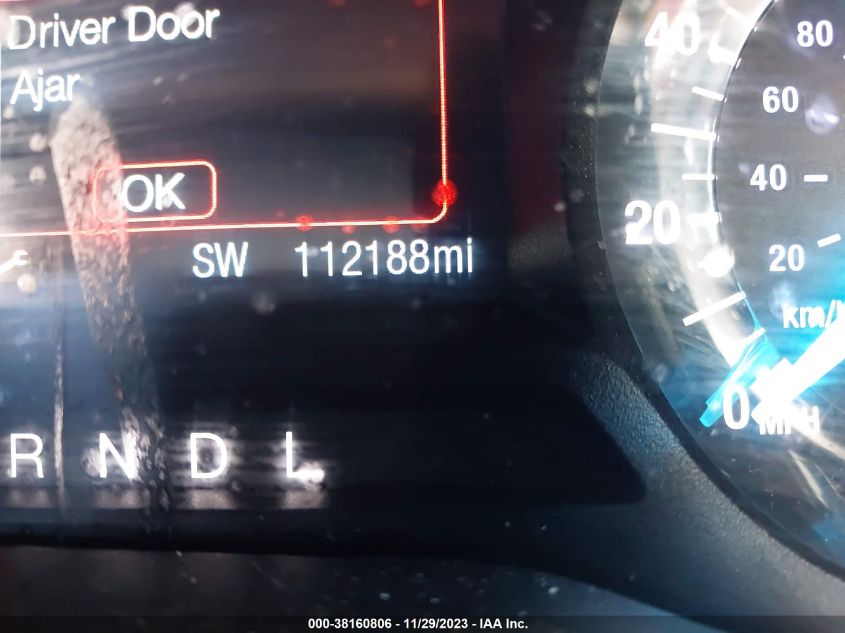 Driver Door
Ajar
OK
SW 112188mi
R N D L
40
20
0
MPH
80
60
40
20
km/h
000-38160806 - 11/29/2023 - IAA Inc.